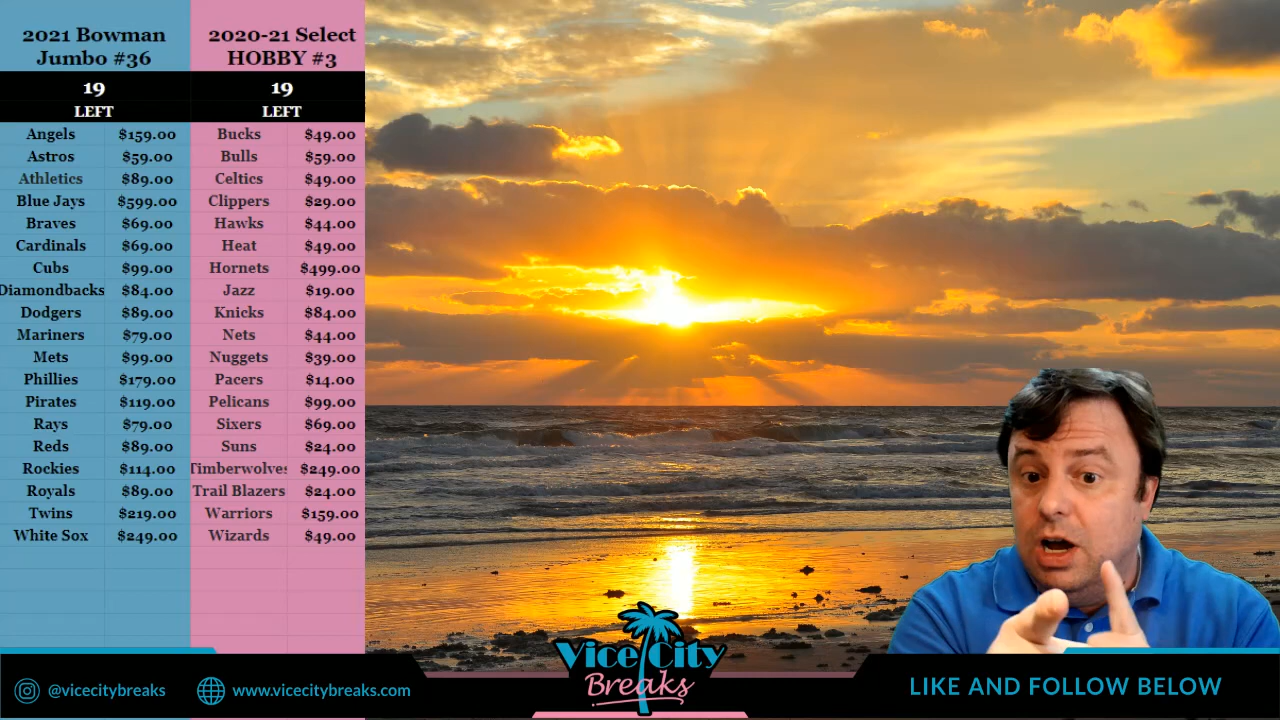 2021 Bowman
Jumbo #36
19
LEFT
Angels $159.00
Astros $59.00
Athletics $89.00
Blue Jays $599.00
Braves $69.00
Cardinals $69.00
Cubs $99.00
Diamondbacks $84.00
Dodgers $89.00
Mariners $79.00
Mets $99.00
Phillies $179.00
Pirates $119.00
Rays $79.00
Reds $89.00
Rockies $114.00
Royals $89.00
Twins $219.00
White Sox $249.00
2020-21 Select
HOBBY #3
19
LEFT
Bucks $49.00
Bulls $59.00
Celtics $49.00
Clippers $29.00
Hawks $44.00
Heat $49.00
Hornets $499.00
Jazz $19.00
Knicks $84.00
Nets $44.00
Nuggets $39.00
Pacers $14.00
Pelicans $99.00
Sixers $69.00
Suns $24.00
Timberwolves $249.00
Trail Blazers $24.00
Warriors $159.00
Wizards $49.00
@vicecitybreaks
www.vicecitybreaks.com
Vice City
Breaks
LIKE AND FOLLOW BELOW